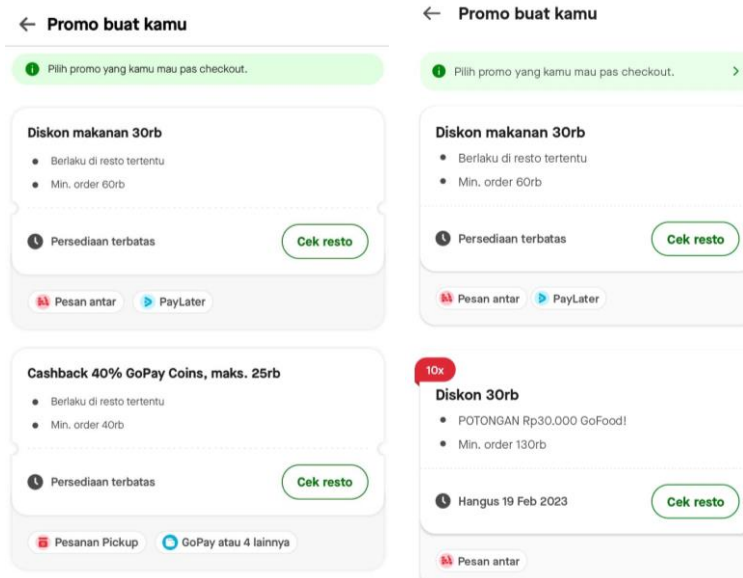 Promo buat kamu
Pilih promo yang kamu mau pas checkout.
Diskon makanan 30rb
Berlaku di resto tertentu
Min. order 60rb
Persediaan terbatas
Cek resto
Pesan antar
PayLater
Cashback 40% GoPay Coins, maks. 25rb
Berlaku di resto tertentu
Min. order 40rb
Persediaan terbatas
Cek resto
Pesanan Pickup
GoPay atau 4 lainnya
Promo buat kamu
Pilih promo yang kamu mau pas checkout.
Diskon makanan 30rb
Berlaku di resto tertentu
Min. order 60rb
Persediaan terbatas
Cek resto
Pesan antar
PayLater
10x
Diskon 30rb
POTONGAN Rp30.000 GoFood!
Min. order 130rb
Hangus 19 Feb 2023
Cek resto
Pesan antar